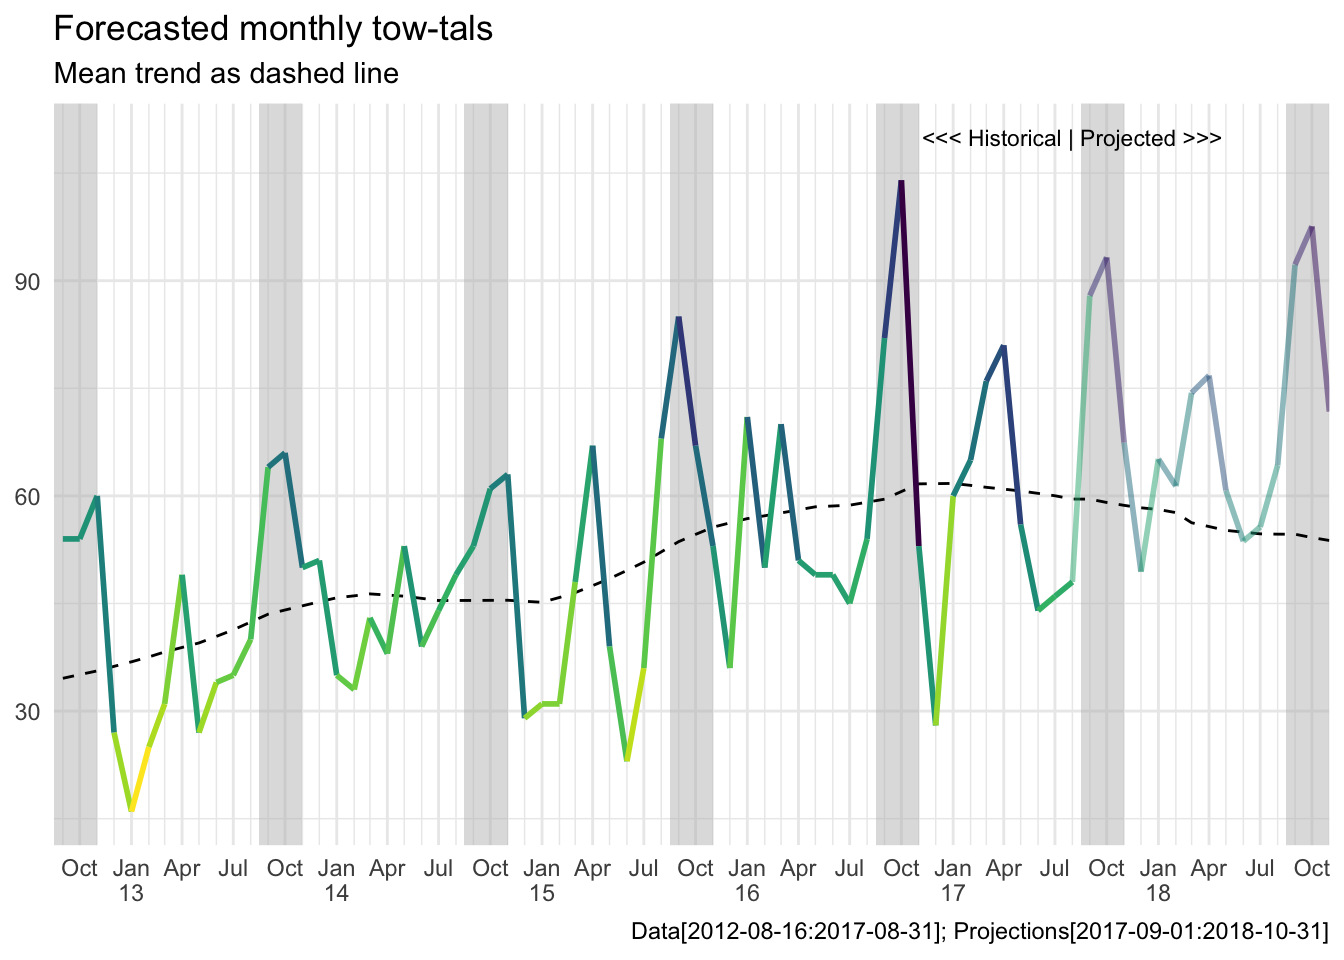 Forecasted monthly tow-tals
Mean trend as dashed line
<<< Historical | Projected >>>
90
60
30
Oct Jan Apr Jul Oct Jan Apr Jul Oct Jan Apr Jul Oct Jan Apr Jul Oct Jan Apr Jul Oct Jan Apr Jul Oct
13 14 15 16 17 18
Data[2012-08-16:2017-08-31]; Projections[2017-09-01:2018-10-31]